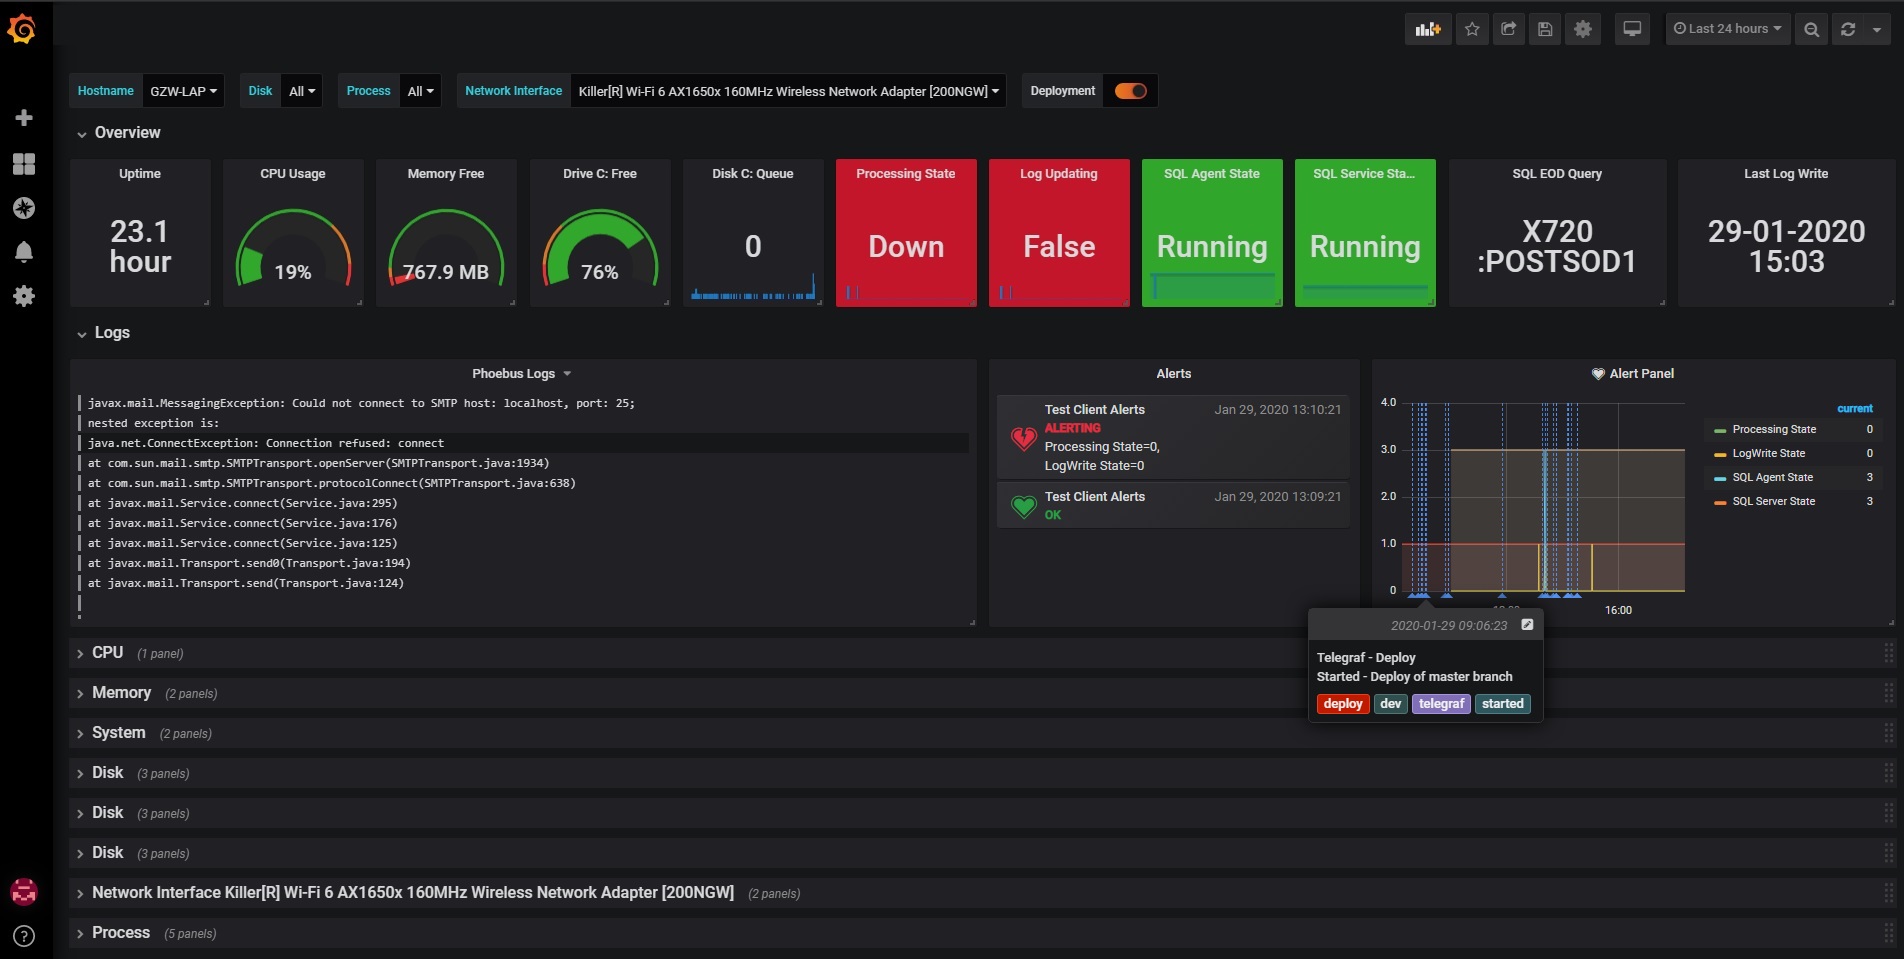 Last 24 hours
Hostname GZW-LAP Disk All Process All Network Interface Killer[R] Wi-Fi 6 AX1650x 160MHz Wireless Network Adapter [200NGW] Deployment
Overview
Uptime
23.1
hour
CPU Usage
19%
Memory Free
767.9 MB
Drive C: Free
76%
Disk C: Queue
0
Processing State
Down
Log Updating
False
SQL Agent State
Running
SQL Service Sta...
Running
SQL EOD Query
X720
:POSTSOD1
Last Log Write
29-01-2020
15:03
Logs
Phoebus Logs
javax.mail.MessagingException: Could not connect to SMTP host: localhost, port: 25;
nested exception is:
java.net.ConnectException: Connection refused: connect
at com.sun.mail.smtp.SMTPTransport.openServer(SMTPTransport.java:1934)
at com.sun.mail.smtp.SMTPTransport.protocolConnect(SMTPTransport.java:638)
at javax.mail.Service.connect(Service.java:295)
at javax.mail.Service.connect(Service.java:176)
at javax.mail.Service.connect(Service.java:125)
at javax.mail.Transport.send0(Transport.java:194)
at javax.mail.Transport.send(Transport.java:124)
Alerts
Test Client Alerts Jan 29, 2020 13:10:21
ALERTING
Processing State=0,
LogWrite State=0
Test Client Alerts Jan 29, 2020 13:09:21
OK
Alert Panel
4.0
3.0
2.0
1.0
0
16:00
current
Processing State 0
LogWrite State 0
SQL Agent State 3
SQL Server State 3
2020-01-29 09:06:23
Telegraf - Deploy
Started - Deploy of master branch
deploy dev telegraf started
CPU (1 panel)
Memory (2 panels)
System (2 panels)
Disk (3 panels)
Disk (3 panels)
Disk (3 panels)
Network Interface Killer[R] Wi-Fi 6 AX1650x 160MHz Wireless Network Adapter [200NGW] (2 panels)
Process (5 panels)